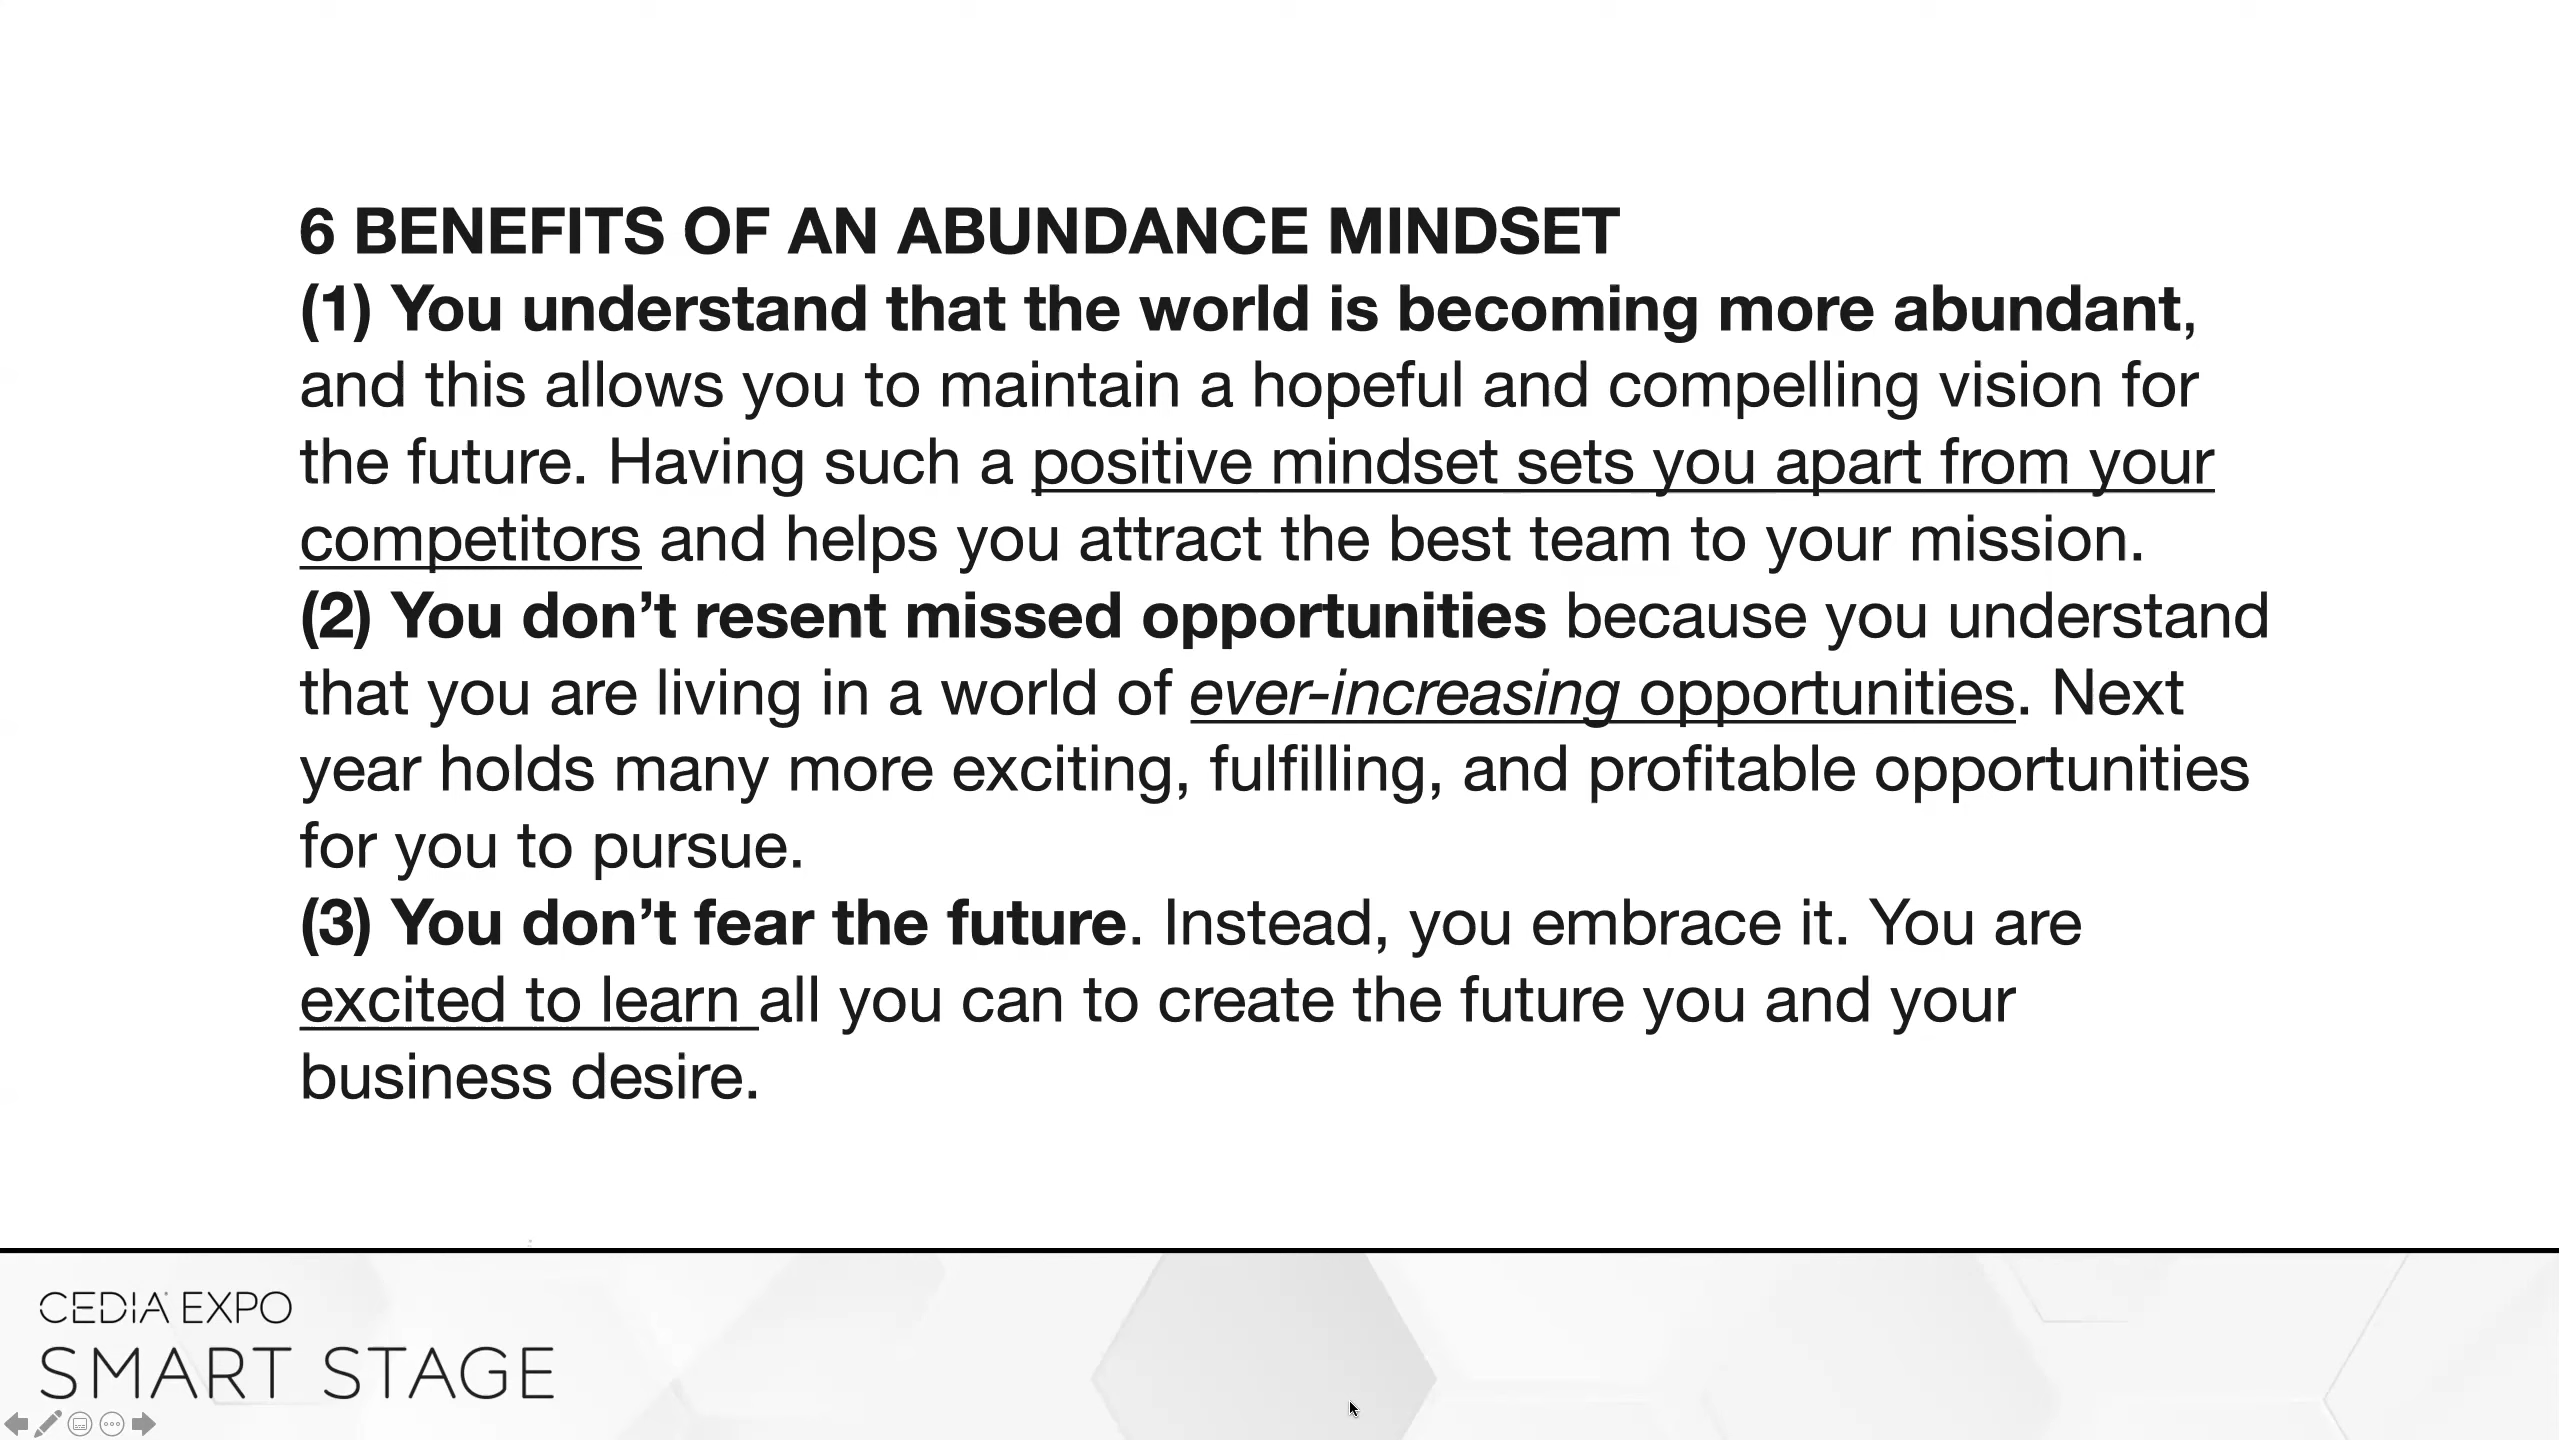 6 BENEFITS OF AN ABUNDANCE MINDSET
(1) You understand that the world is becoming more abundant,
and this allows you to maintain a hopeful and compelling vision for
the future. Having such a positive mindset sets you apart from your
competitors and helps you attract the best team to your mission.
(2) You don’t resent missed opportunities because you understand
that you are living in a world of ever-increasing opportunities. Next
year holds many more exciting, fulfilling, and profitable opportunities
for you to pursue.
(3) You don’t fear the future. Instead, you embrace it. You are
excited to learn all you can to create the future you and your
business desire.
CEDIA EXPO
SMART STAGE